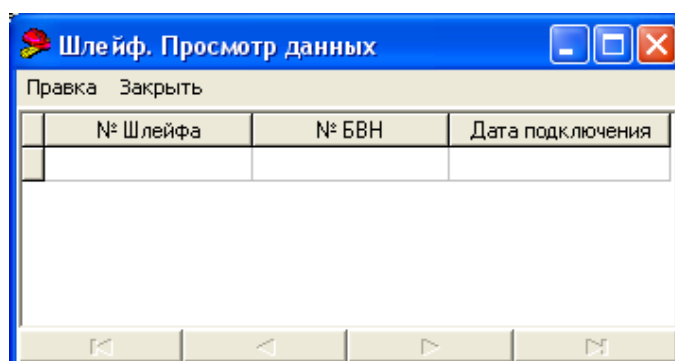 Шлейф. Просмотр данных
Правка Закрыть
№ Шлейфа № БВН Дата подключения